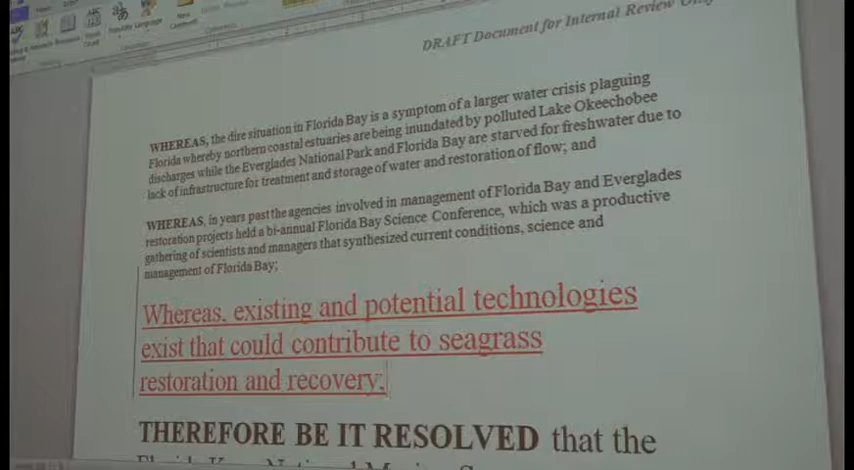 DRAFT Document for Internal Review Only
WHEREAS, the dire situation in Florida Bay is a symptom of a larger water crisis plaguing
Florida whereby northern coastal estuaries are being inundated by polluted Lake Okeechobee
discharges while the Everglades National Park and Florida Bay are starved for freshwater due to
lack of infrastructure for treatment and storage of water and restoration of flow; and
WHEREAS, in years past the agencies involved in management of Florida Bay and Everglades
restoration projects held a bi-annual Florida Bay Science Conference, which was a productive
gathering of scientists and managers that synthesized current conditions, science and
management of Florida Bay;
Whereas, existing and potential technologies
exist that could contribute to seagrass
restoration and recovery.
THEREFORE BE IT RESOLVED that the